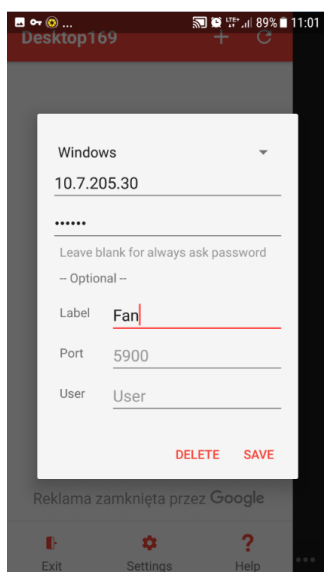 ... LTE+ 89% 11:01
Desktop169 + C
Windows
10.7.205.30
••••••
Leave blank for always ask password
-- Optional --
Label Fan
Port 5900
User User
DELETE SAVE
Reklama zamknięta przez Google
Exit Settings ? Help
...